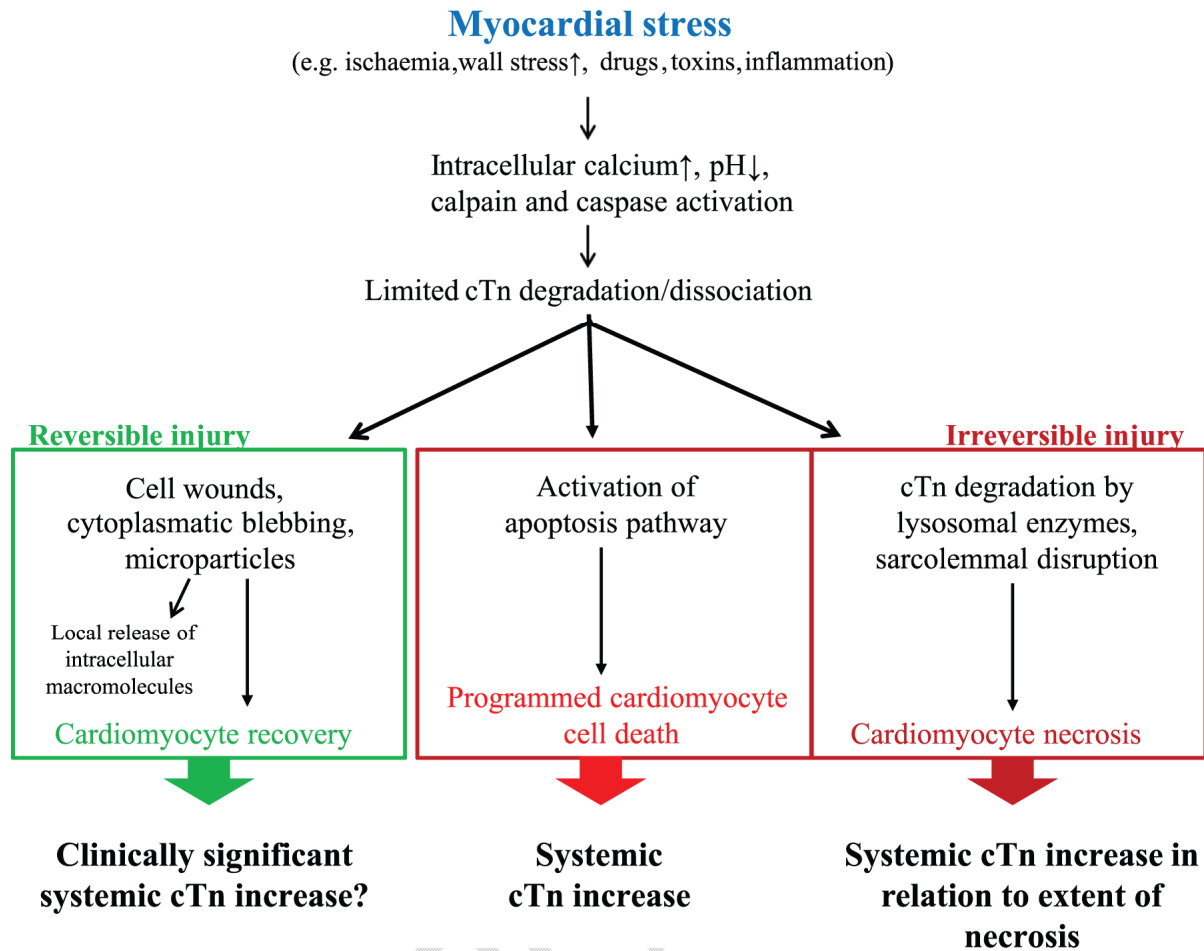 Myocardial stress
(e.g. ischaemia,wall stress↑, drugs,toxins,inflammation)
Intracellular calcium↑, pH↓,
calpain and caspase activation
Limited cTn degradation/dissociation
Reversible injury
Irreversible injury
Cell wounds,
cytoplasmatic blebbing,
microparticles
Local release of
intracellular
macromolecules
Cardiomyocyte recovery
Activation of
apoptosis pathway
Programmed cardiomyocyte
cell death
cTn degradation by
lysosomal enzymes,
sarcolemmal disruption
Cardiomyocyte necrosis
Clinically significant
systemic cTn increase?
Systemic
cTn increase
Systemic cTn increase in
relation to extent of
necrosis